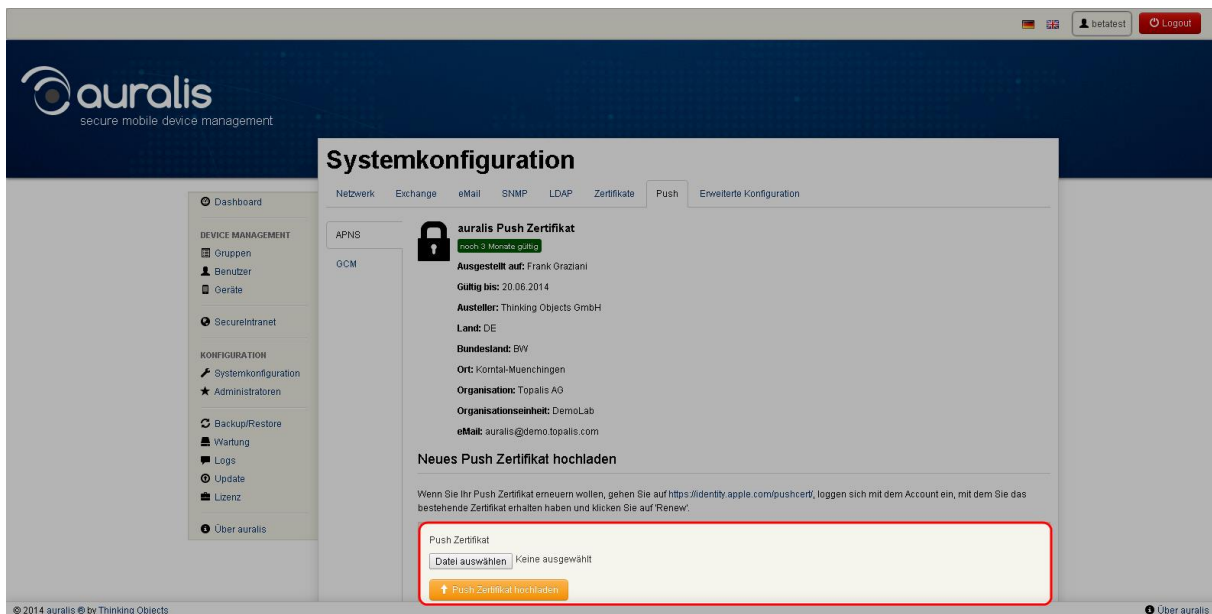 betatest
Logout
auralis
secure mobile device management
Systemkonfiguration
Netzwerk Exchange eMail SNMP LDAP Zertifikate Push Erweiterte Konfiguration
Dashboard
DEVICE MANAGEMENT
Gruppen
Benutzer
Geräte
SecureIntranet
KONFIGURATION
Systemkonfiguration
Administratoren
Backup/Restore
Wartung
Logs
Update
Lizenz
Über auralis
APNS
GCM
auralis Push Zertifikat
noch 3 Monate gültig
Ausgestellt auf: Frank Graziani
Gültig bis: 20.06.2014
Austeller: Thinking Objects GmbH
Land: DE
Bundesland: BW
Ort: Korntal-Muenchingen
Organisation: Topalis AG
Organisationseinheit: DemoLab
eMail: auralis@demo.topalis.com
Neues Push Zertifikat hochladen
Wenn Sie Ihr Push Zertifikat erneuern wollen, gehen Sie auf https://identity.apple.com/pushcert/, loggen sich mit dem Account ein, mit dem Sie das
bestehende Zertifikat erhalten haben und klicken Sie auf 'Renew'.
Push Zertifikat
Datei auswählen Keine ausgewählt
Push Zertifikat hochladen
© 2014 auralis ® by Thinking Objects
Über auralis